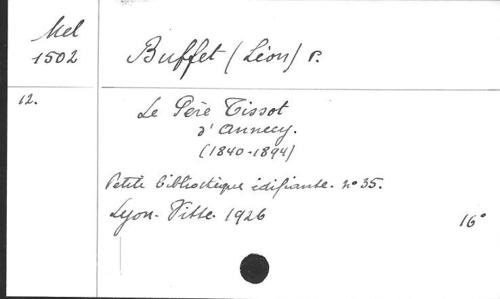 Mel
1502
Buffet (Léon) P.
12.
Le Père Tissot
d'Annecy.
(1840-1894)
Petite bibliothèque édifiante. nº 35.
Lyon. Vitte. 1926
16°